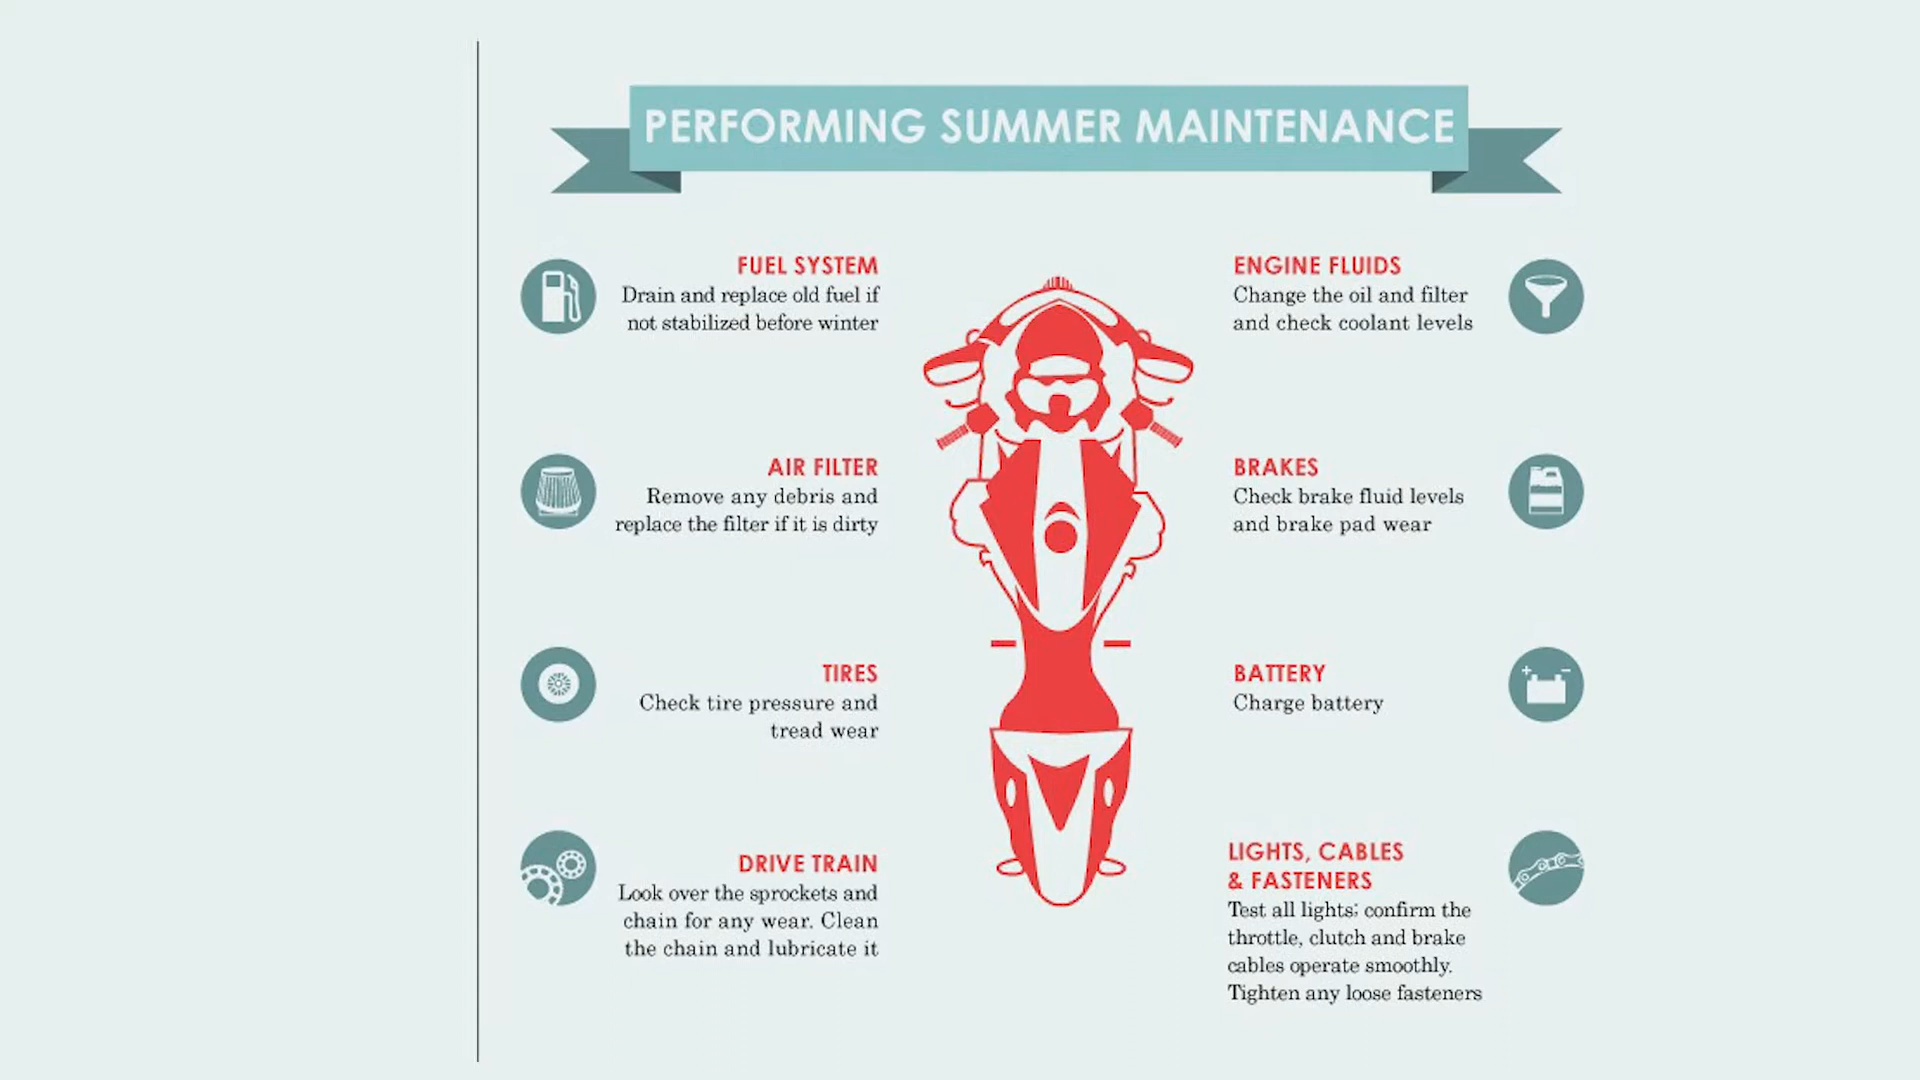 PERFORMING SUMMER MAINTENANCE
FUEL SYSTEM
Drain and replace old fuel if
not stabilized before winter
AIR FILTER
Remove any debris and
replace the filter if it is dirty
TIRES
Check tire pressure and
tread wear
DRIVE TRAIN
Look over the sprockets and
chain for any wear. Clean
the chain and lubricate it
ENGINE FLUIDS
Change the oil and filter
and check coolant levels
BRAKES
Check brake fluid levels
and brake pad wear
BATTERY
Charge battery
LIGHTS, CABLES
& FASTENERS
Test all lights; confirm the
throttle, clutch and brake
cables operate smoothly.
Tighten any loose fasteners